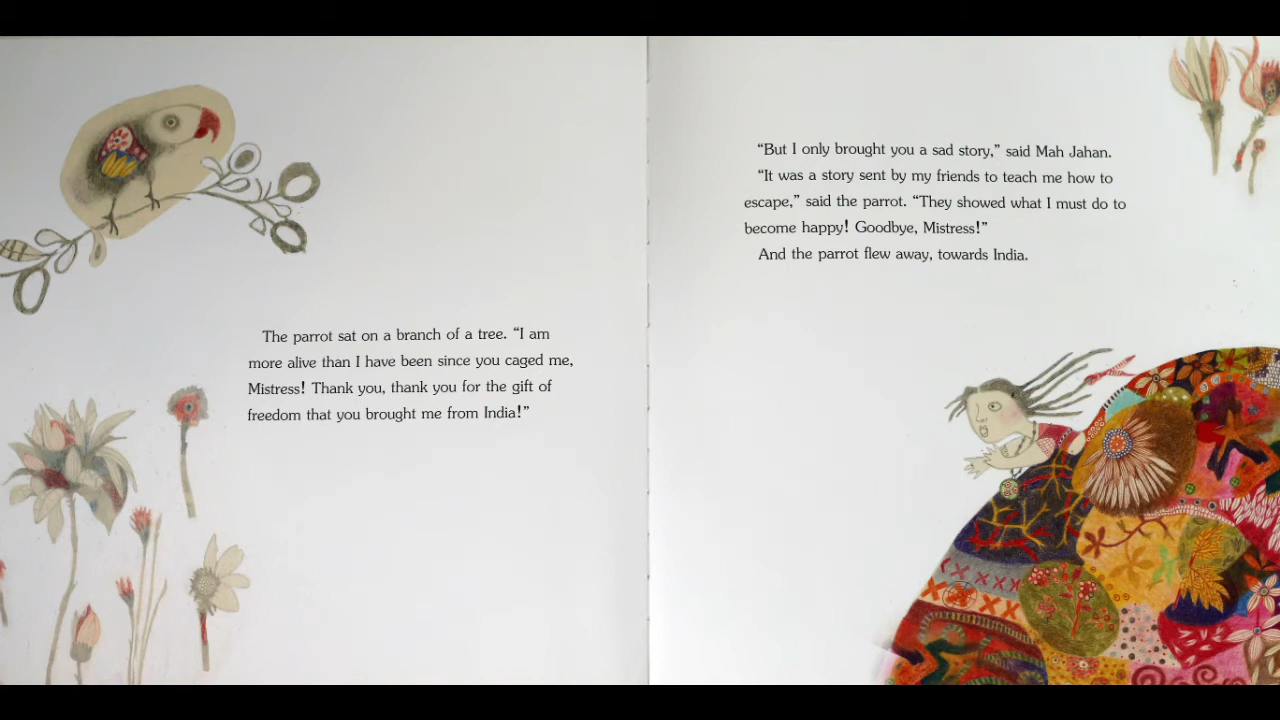 The parrot sat on a branch of a tree. “I am
more alive than I have been since you caged me,
Mistress! Thank you, thank you for the gift of
freedom that you brought me from India!”
“But I only brought you a sad story,” said Mah Jahan.
“It was a story sent by my friends to teach me how to
escape,” said the parrot. “They showed what I must do to
become happy! Goodbye, Mistress!”
And the parrot flew away, towards India.